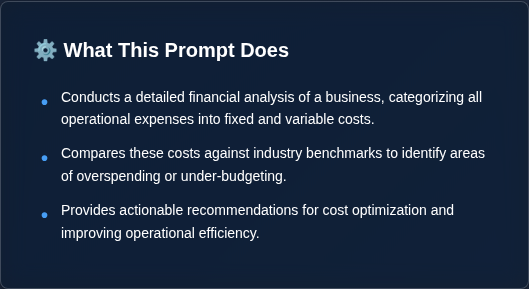 ⚙️ What This Prompt Does
• Conducts a detailed financial analysis of a business, categorizing all
operational expenses into fixed and variable costs.
• Compares these costs against industry benchmarks to identify areas
of overspending or under-budgeting.
• Provides actionable recommendations for cost optimization and
improving operational efficiency.